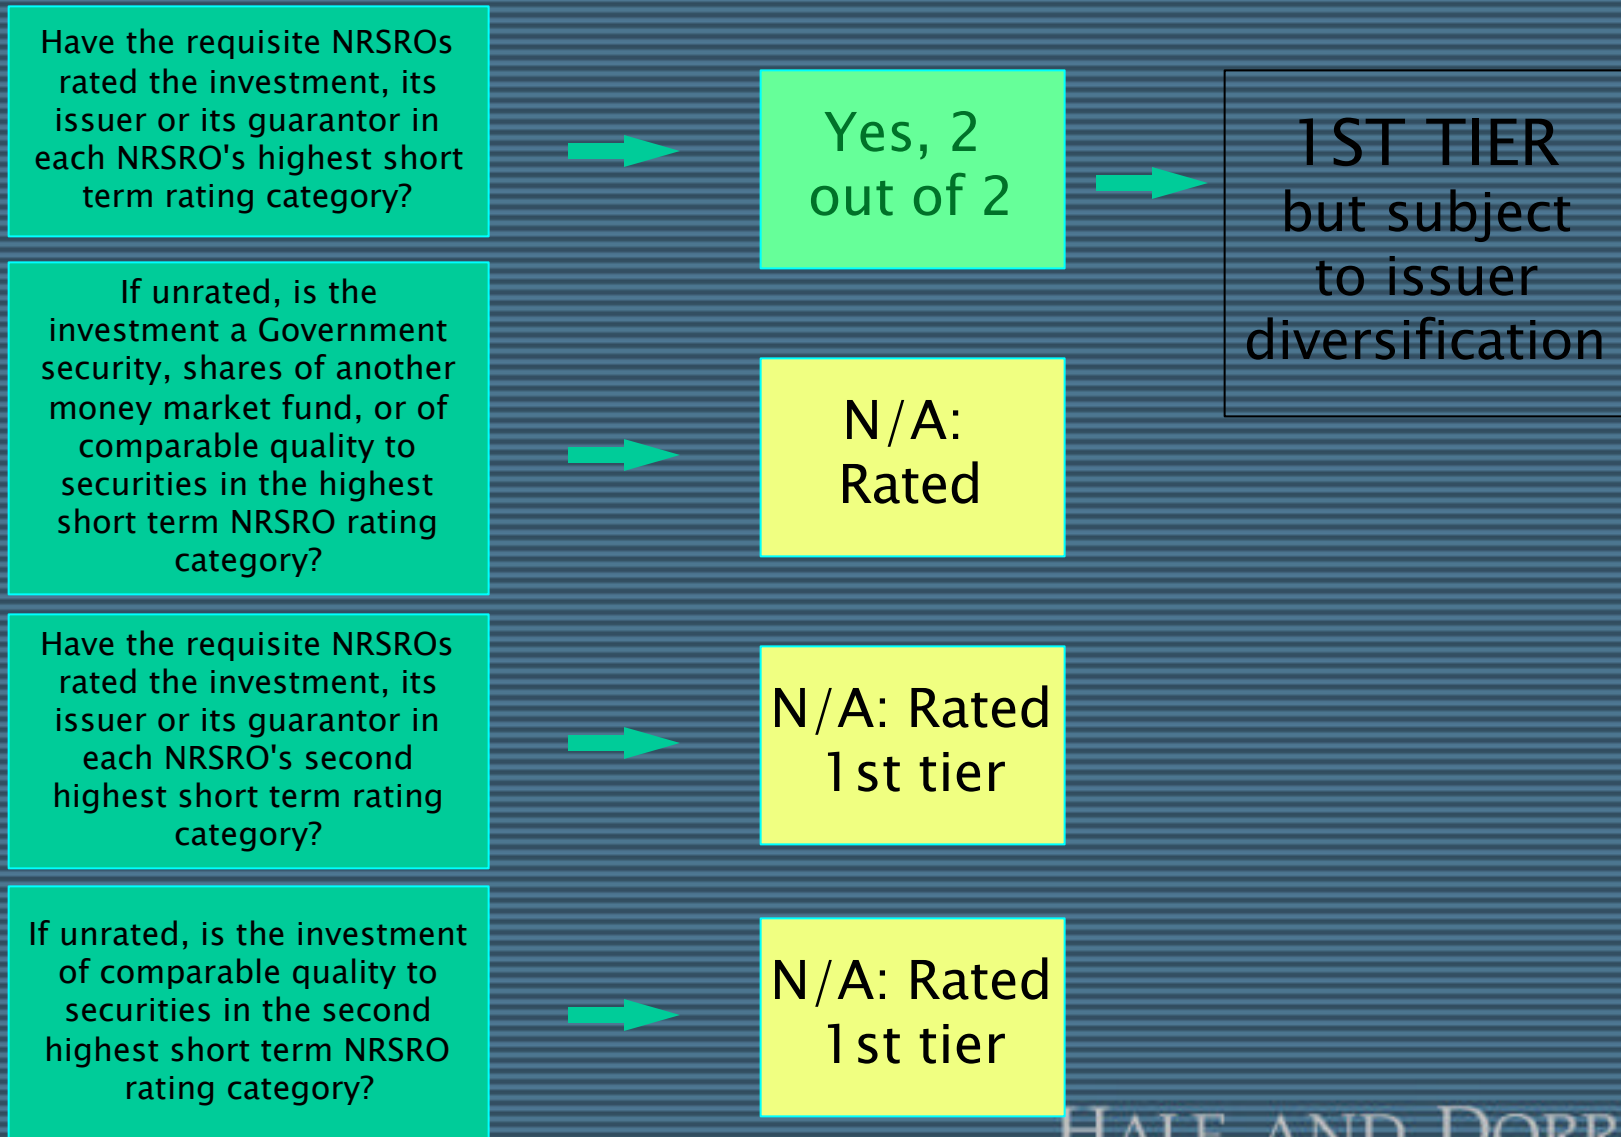 Have the requisite NRSROs
rated the investment, its
issuer or its guarantor in
each NRSRO's highest short
term rating category?
Yes, 2
out of 2
1ST TIER
but subject
to issuer
diversification
If unrated, is the
investment a Government
security, shares of another
money market fund, or of
comparable quality to
securities in the highest
short term NRSRO rating
category?
N/A:
Rated
Have the requisite NRSROs
rated the investment, its
issuer or its guarantor in
each NRSRO's second
highest short term rating
category?
N/A: Rated
1st tier
If unrated, is the investment
of comparable quality to
securities in the second
highest short term NRSRO
rating category?
N/A: Rated
1st tier
HALE AND DORR